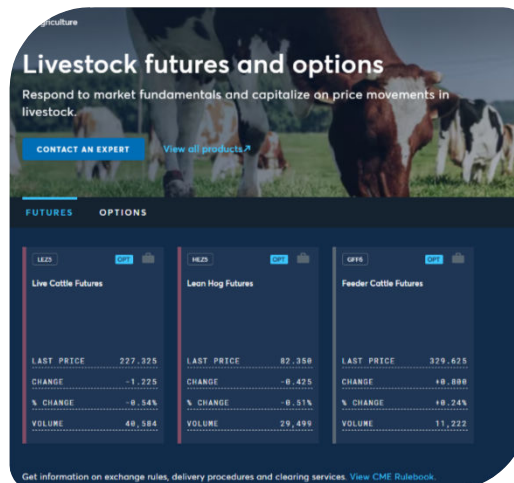 griculture
Livestock futures and options
Respond to market fundamentals and capitalize on price movements in
livestock.
CONTACT AN EXPERT
View all products↗
FUTURES
OPTIONS
LEZ5
OPT
Live Cattle Futures
LAST PRICE 227.325
CHANGE -1.225
% CHANGE -0.54%
VOLUME 40,584
HEZ5
OPT
Lean Hog Futures
LAST PRICE 82.350
CHANGE -0.425
% CHANGE -0.51%
VOLUME 29,499
GFF6
OPT
Feeder Cattle Futures
LAST PRICE 329.625
CHANGE +0.800
% CHANGE +0.24%
VOLUME 11,222
Get information on exchange rules, delivery procedures and clearing services. View CME Rulebook.